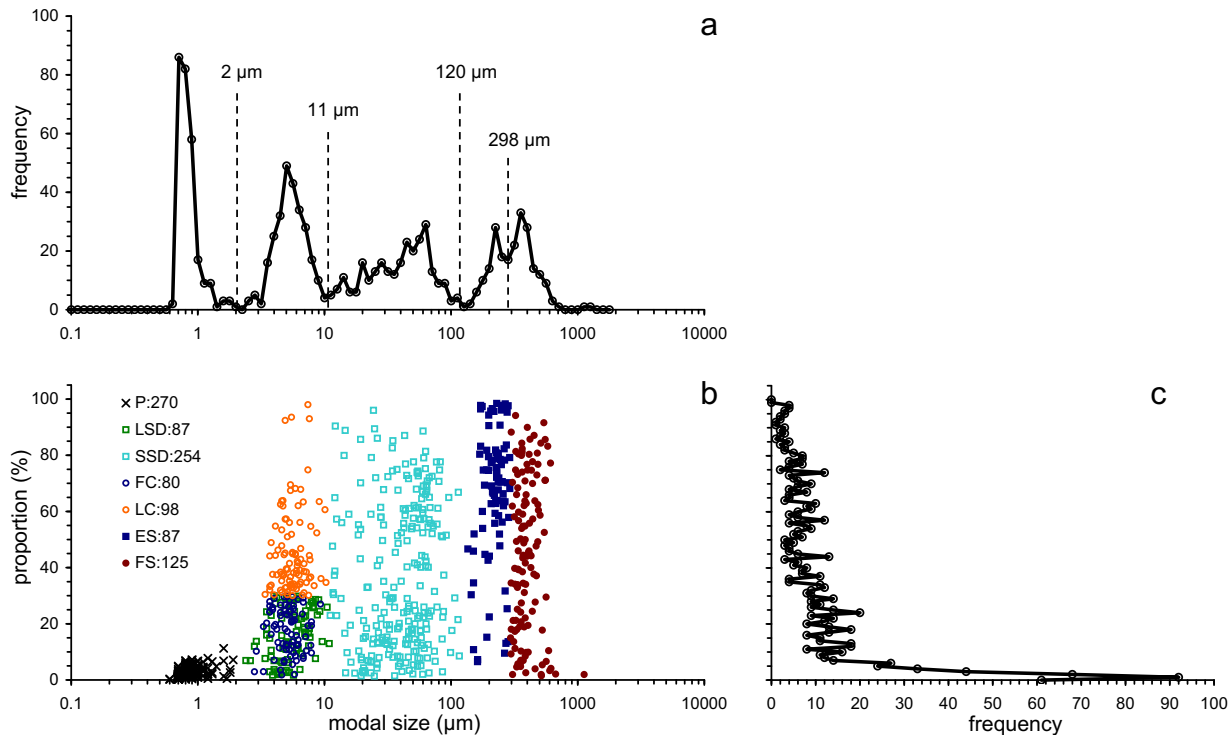 a
100
80
60
40
20
0
frequency
2 µm
11 µm
120 µm
298 µm
0.1 1 10 100 1000 10000
b
100
80
60
40
20
0
proportion (%)
P:270
LSD:87
SSD:254
FC:80
LC:98
ES:87
FS:125
0.1 1 10 100 1000 10000
modal size (µm)
c
0 10 20 30 40 50 60 70 80 90 100
frequency